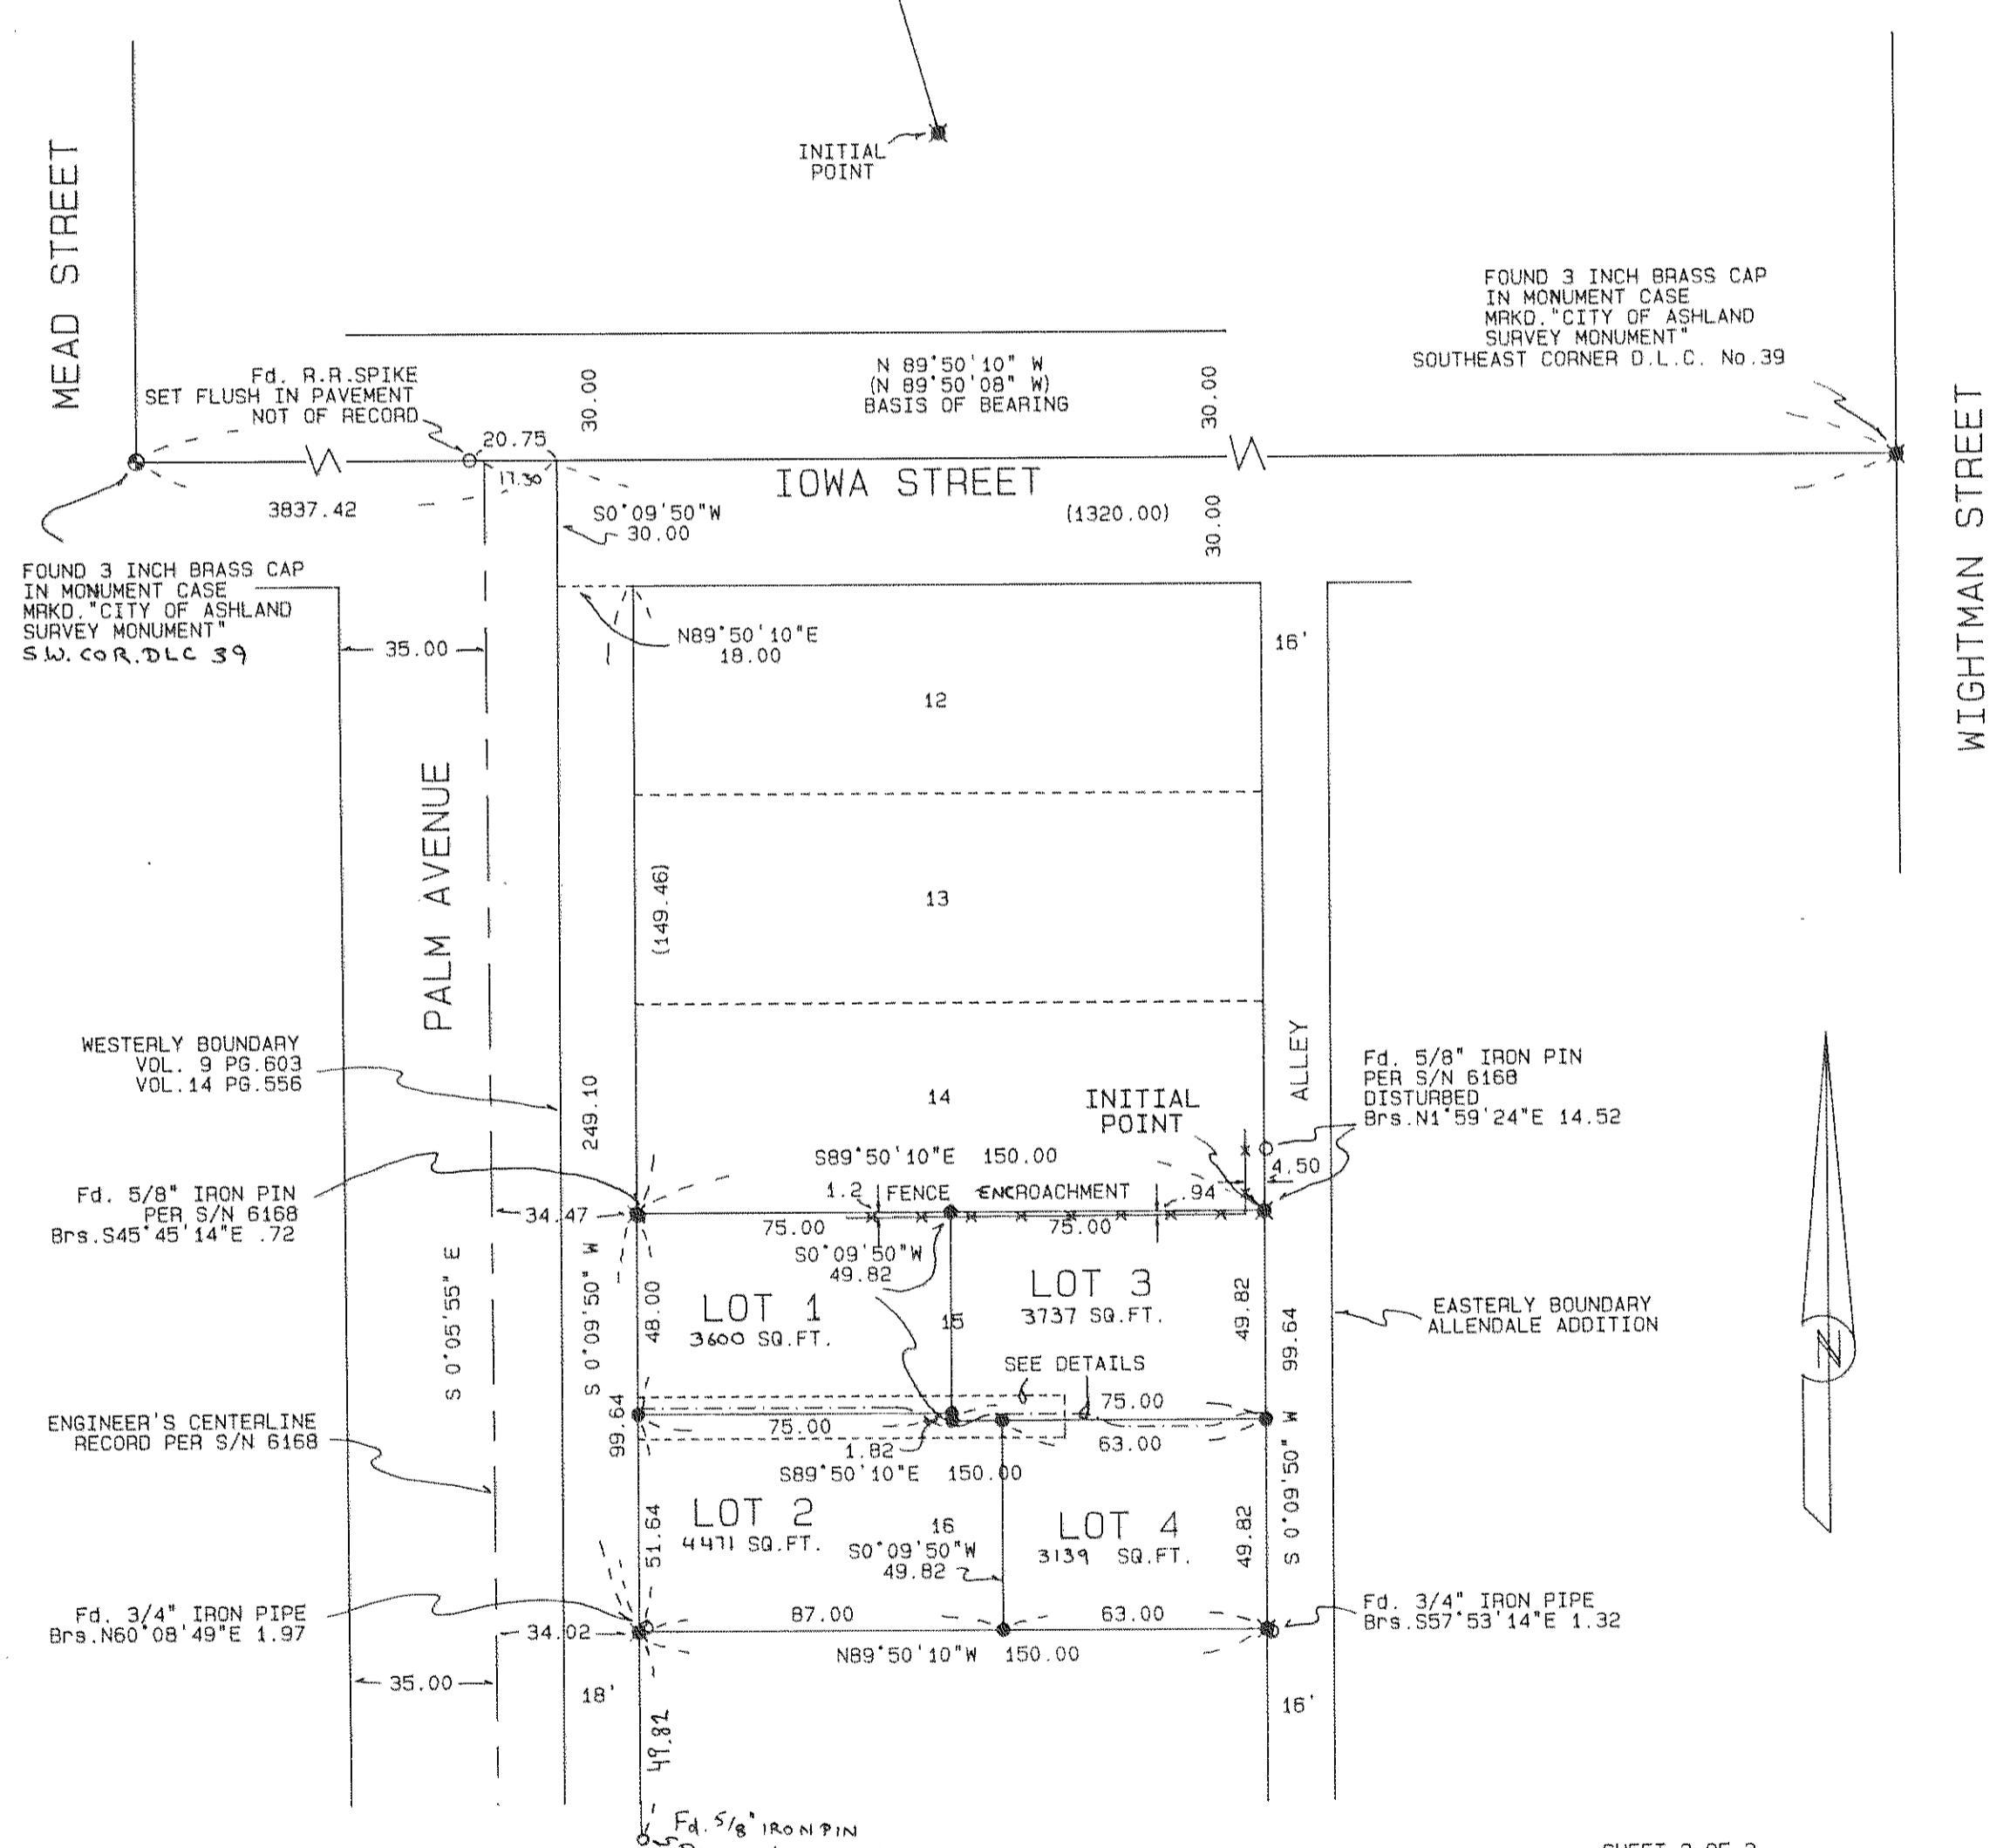 INITIAL
POINT
MEAD STREET
FOUND 3 INCH BRASS CAP
IN MONUMENT CASE
MRKD. "CITY OF ASHLAND
SURVEY MONUMENT"
SOUTHEAST CORNER D.L.C. No.39
Fd. R.R.SPIKE
SET FLUSH IN PAVEMENT
NOT OF RECORD
30.00
N 89°50'10" W
(N 89°50'08" W)
BASIS OF BEARING
30.00
WIGHTMAN STREET
20.75
17.30
IOWA STREET
3837.42
S0°09'50"W
30.00
(1320.00)
30.00
FOUND 3 INCH BRASS CAP
IN MONUMENT CASE
MRKD. "CITY OF ASHLAND
SURVEY MONUMENT"
S.W. COR. DLC 39
35.00
N89°50'10"E
18.00
16'
12
PALM AVENUE
13
(149.46)
WESTERLY BOUNDARY
VOL. 9 PG.603
VOL.14 PG.556
249.10
14
ALLEY
INITIAL
POINT
Fd. 5/8" IRON PIN
PER S/N 6168
DISTURBED
Brs.N1°59'24"E 14.52
S89°50'10"E 150.00
4.50
Fd. 5/8" IRON PIN
PER S/N 6168
Brs.S45°45'14"E .72
34.47
1.2 FENCE ENCROACHMENT .94
75.00
75.00
S0°09'50"W
49.82
S 0°05'55" E
S 0°09'50" W
48.00
LOT 1
3600 SQ.FT.
15
LOT 3
3737 SQ.FT.
49.82
99.64
EASTERLY BOUNDARY
ALLENDALE ADDITION
SEE DETAILS
ENGINEER'S CENTERLINE
RECORD PER S/N 6168
99.64
75.00
75.00
1.82
63.00
S89°50'10"E 150.00
51.64
LOT 2
4471 SQ.FT.
16
S0°09'50"W
49.82
LOT 4
3139 SQ.FT.
49.82
S 0°09'50" W
N
Fd. 3/4" IRON PIPE
Brs.N60°08'49"E 1.97
34.02
87.00
63.00
Fd. 3/4" IRON PIPE
Brs.S57°53'14"E 1.32
N89°50'10"W 150.00
35.00
18'
16'
49.82
Fd. 5/8" IRON PIN